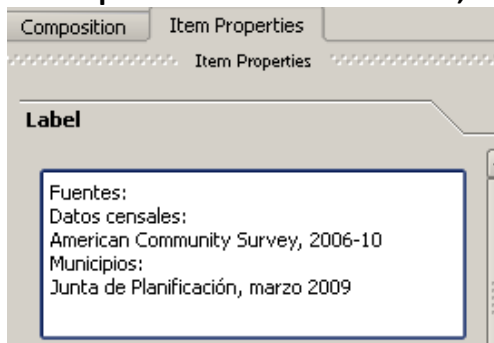 Composition Item Properties
Item Properties
Label
Fuentes:
Datos censales:
American Community Survey, 2006-10
Municipios:
Junta de Planificación, marzo 2009